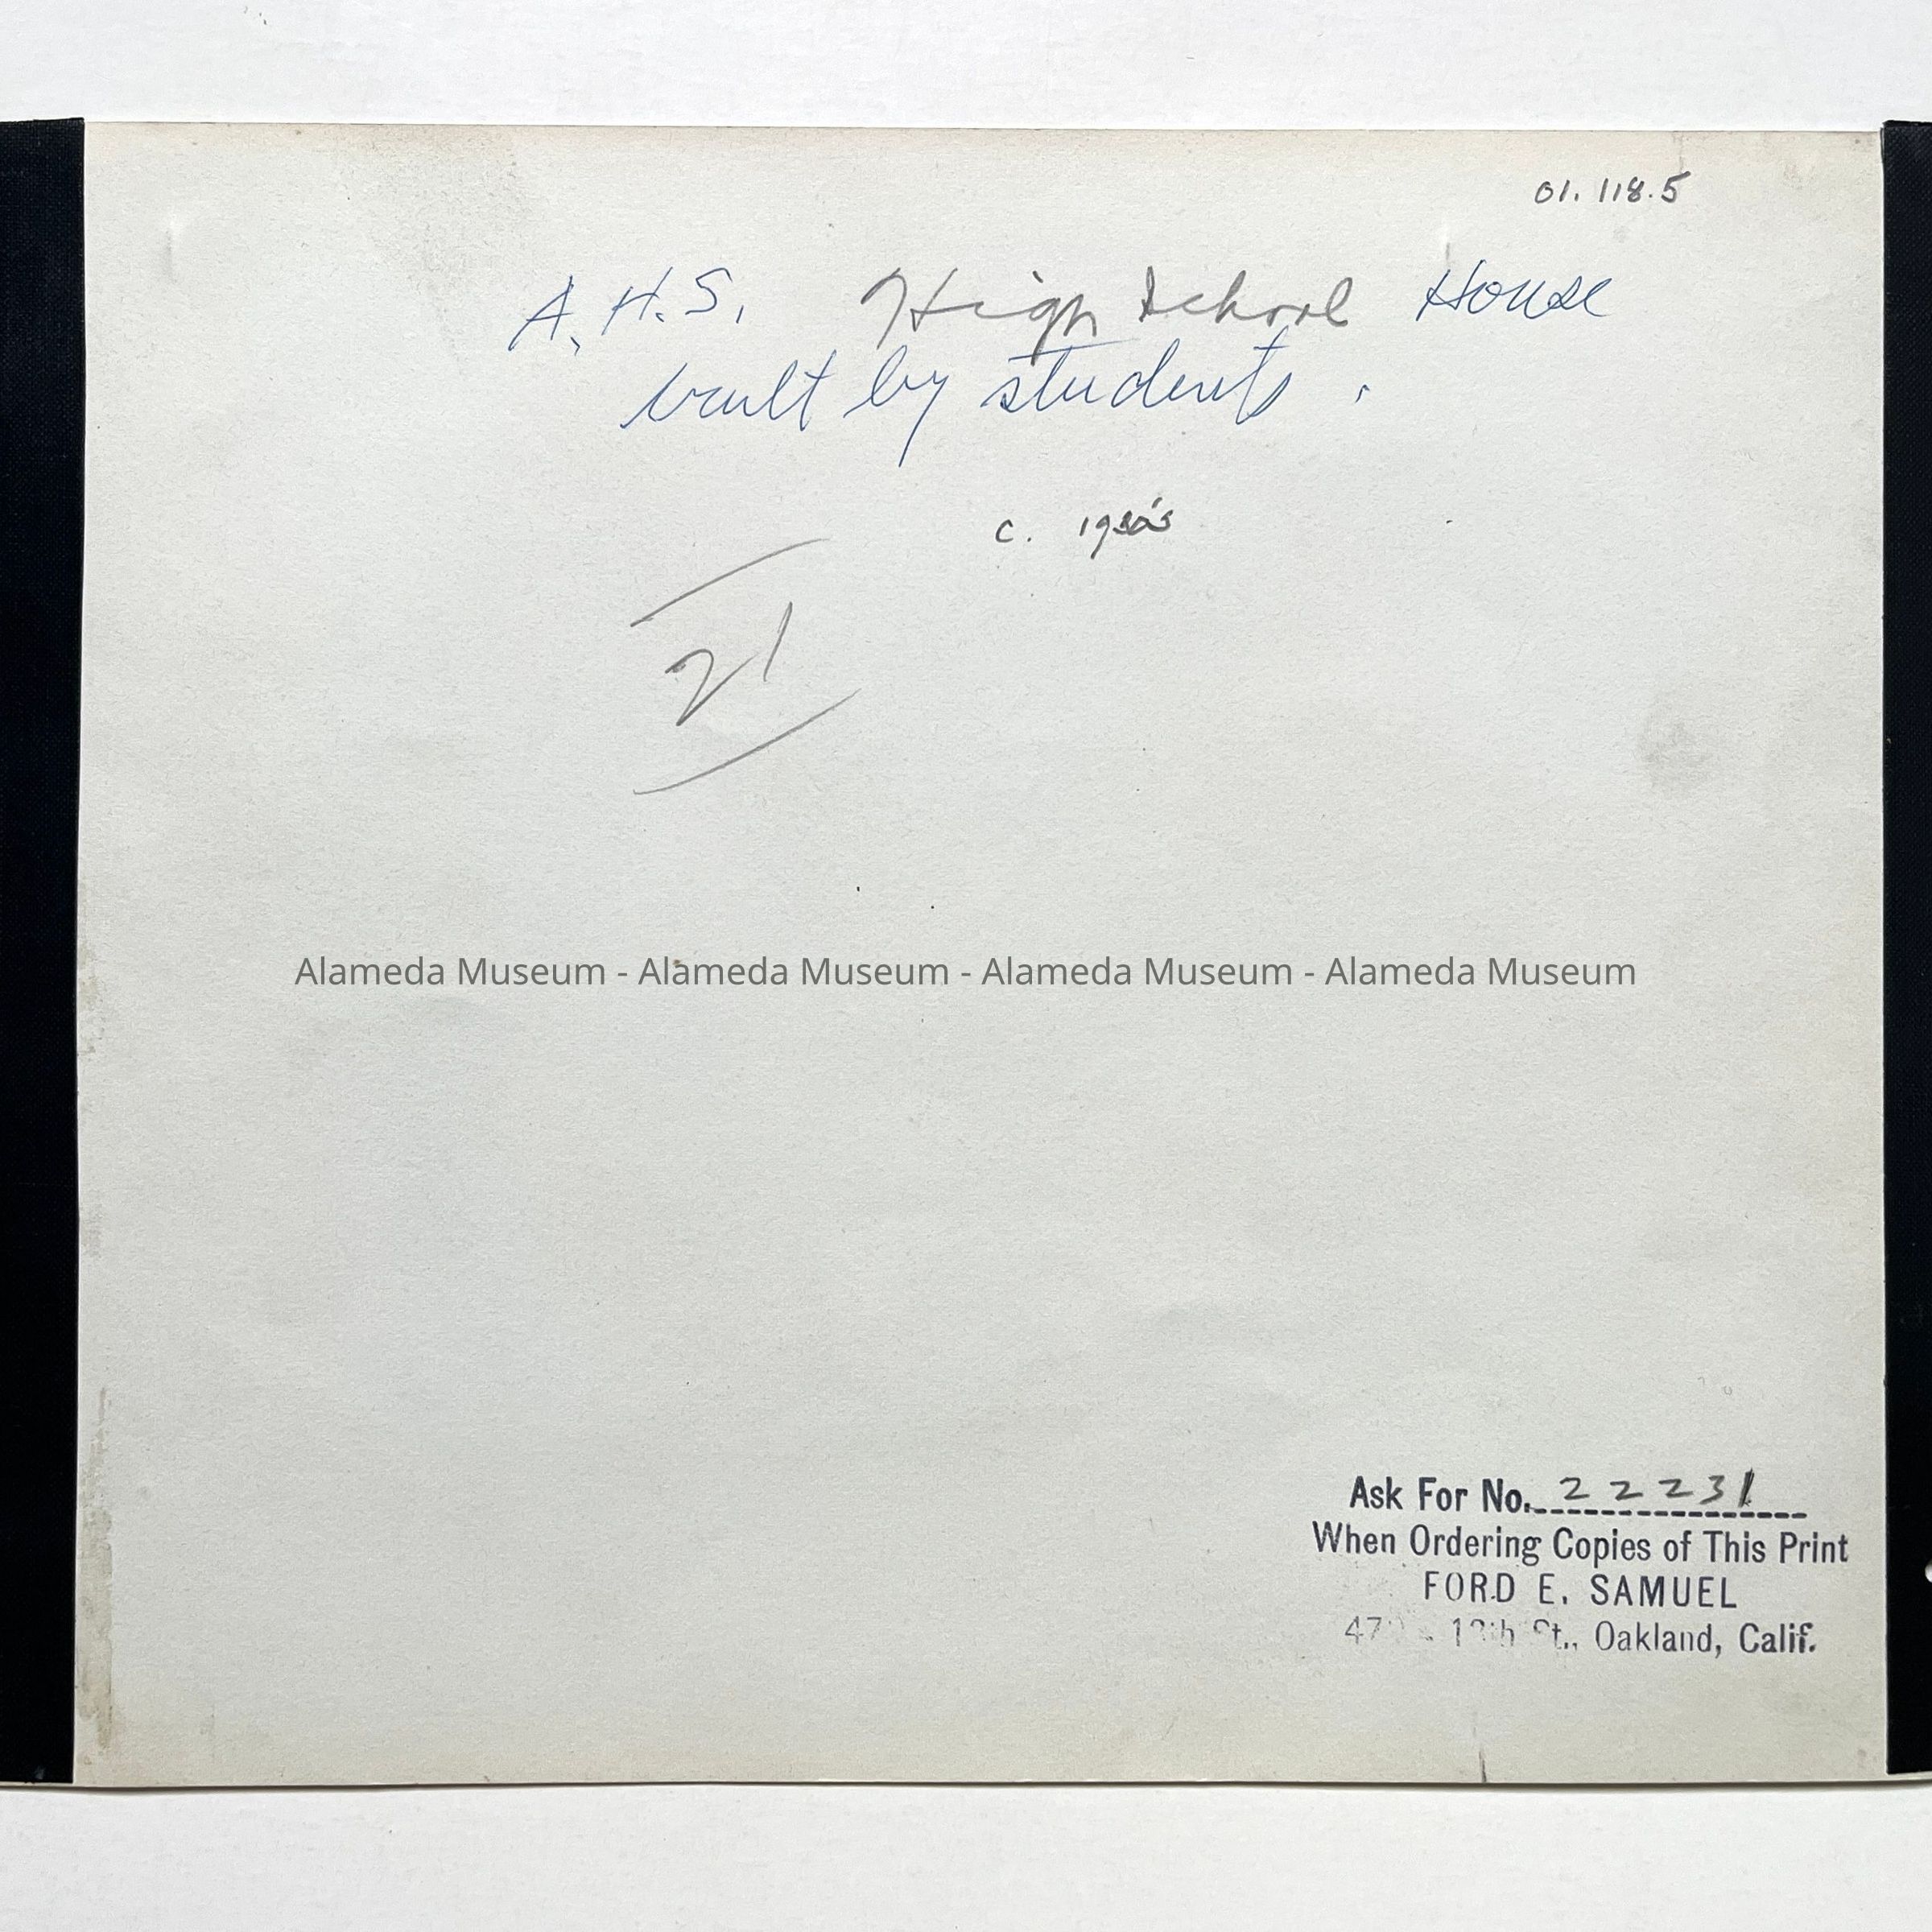 01.118.5
A.H.S. High School House
built by students.
c.
21
Alameda Museum - Alameda Museum - Alameda Museum - Alameda Museum
Ask For No. 22231
When Ordering Copies of This Print
FORD E. SAMUEL
St., Oakland, Calif.